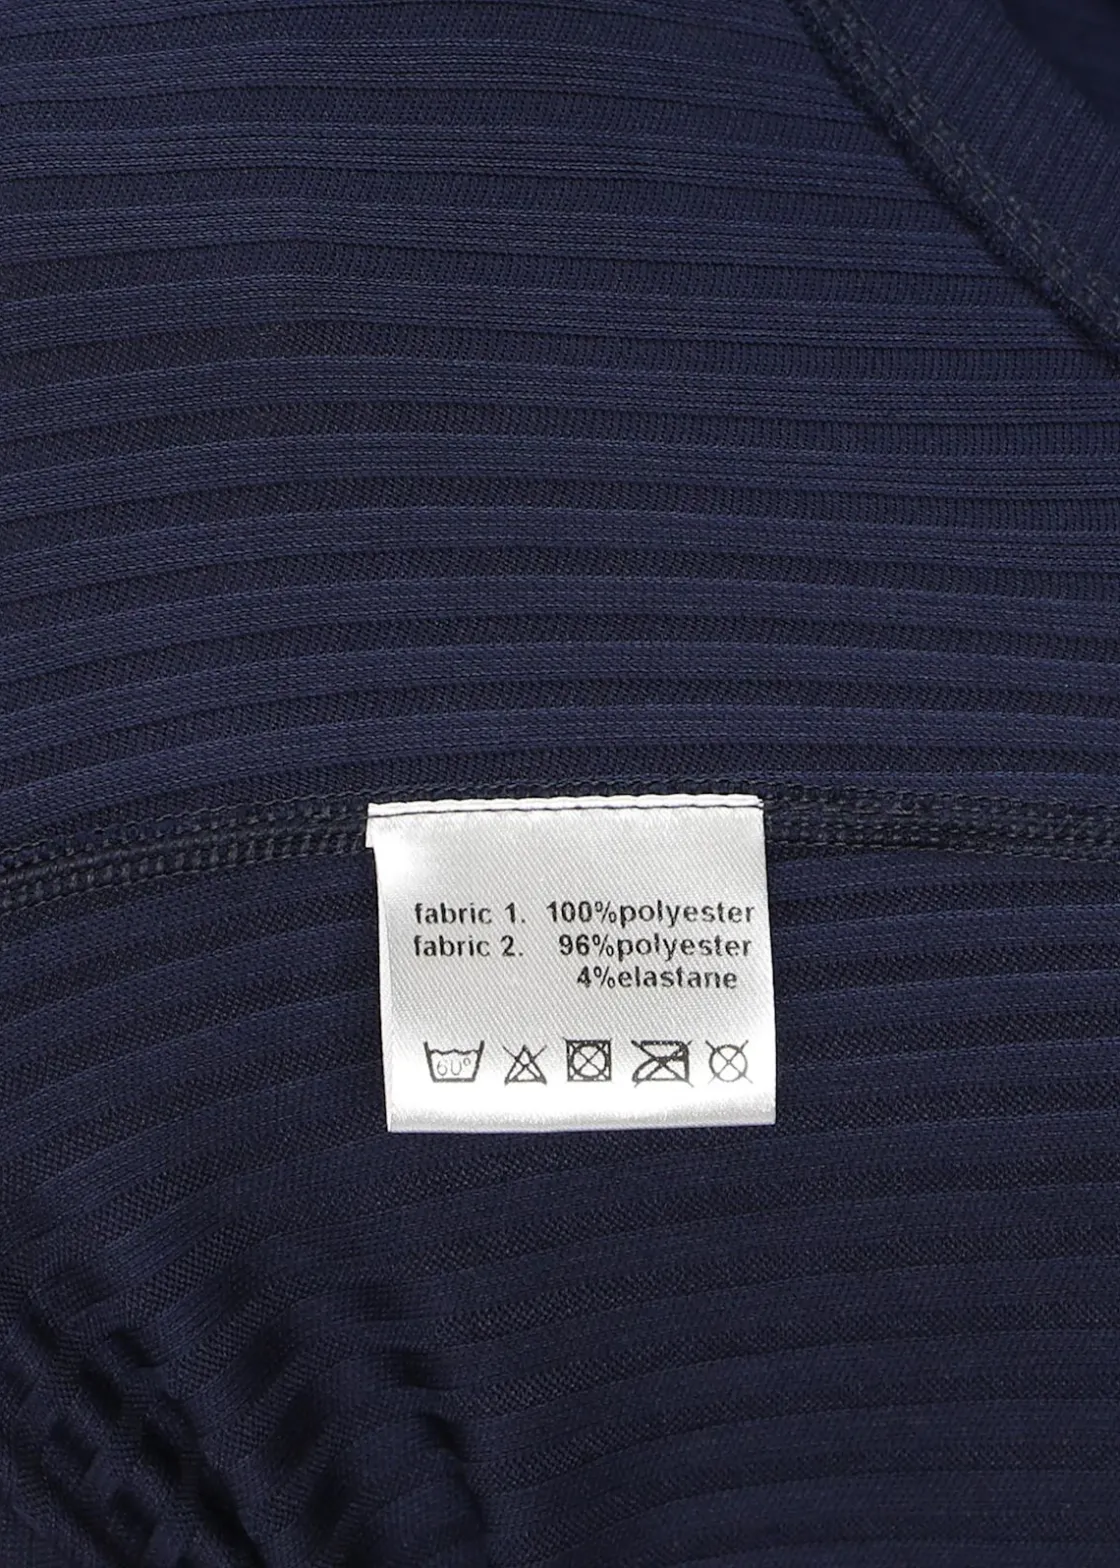 fabric 1. 100%polyester
fabric 2. 96%polyester
4%elastane
60°